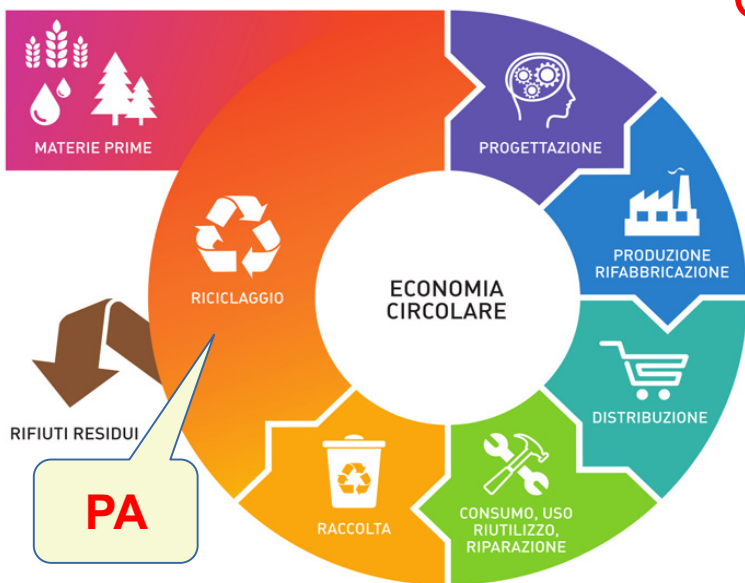 MATERIE PRIME
PROGETTAZIONE
PRODUZIONE
RIFABBRICAZIONE
RICICLAGGIO
ECONOMIA
CIRCOLARE
DISTRIBUZIONE
RIFIUTI RESIDUI
PA
RACCOLTA
CONSUMO, USO
RIUTILIZZO,
RIPARAZIONE